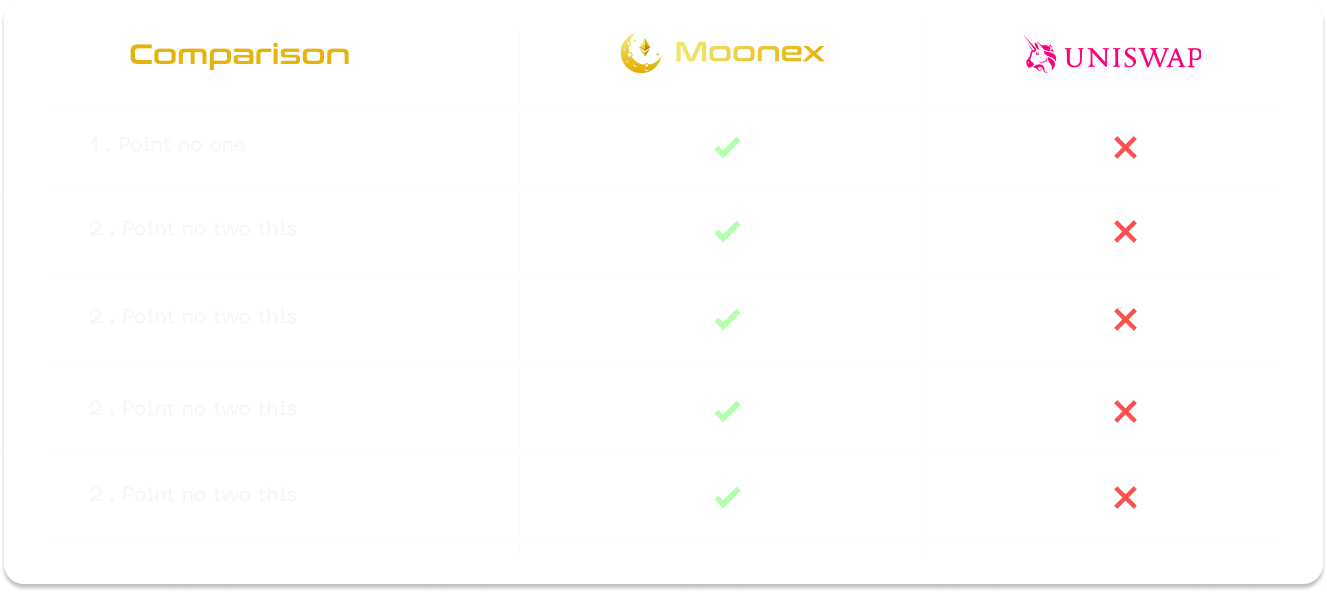 Comparison
Moonex
UNISWAP
1 . Point no one
2 . Point no two this
2 . Point no two this
2 . Point no two this
2 . Point no two this